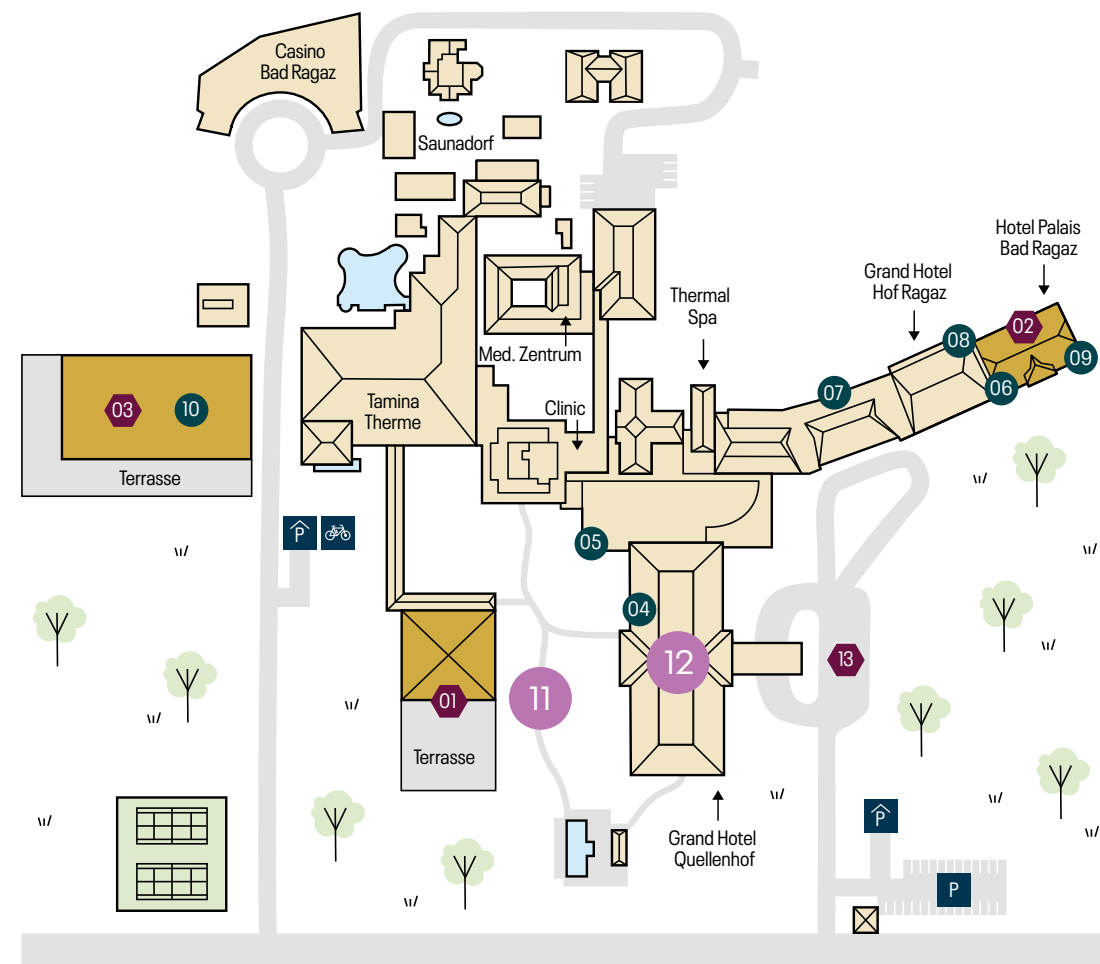 Casino
Bad Ragaz
Saunadorf
Hotel Palais
Bad Ragaz
Grand Hotel
Hof Ragaz
Thermal
Spa
02
08
09
07
06
Med. Zentrum
03
10
Tamina
Therme
Clinic
Terrasse
P
05
04
12
13
11
01
Terrasse
P
Grand Hotel
Quellenhof
P